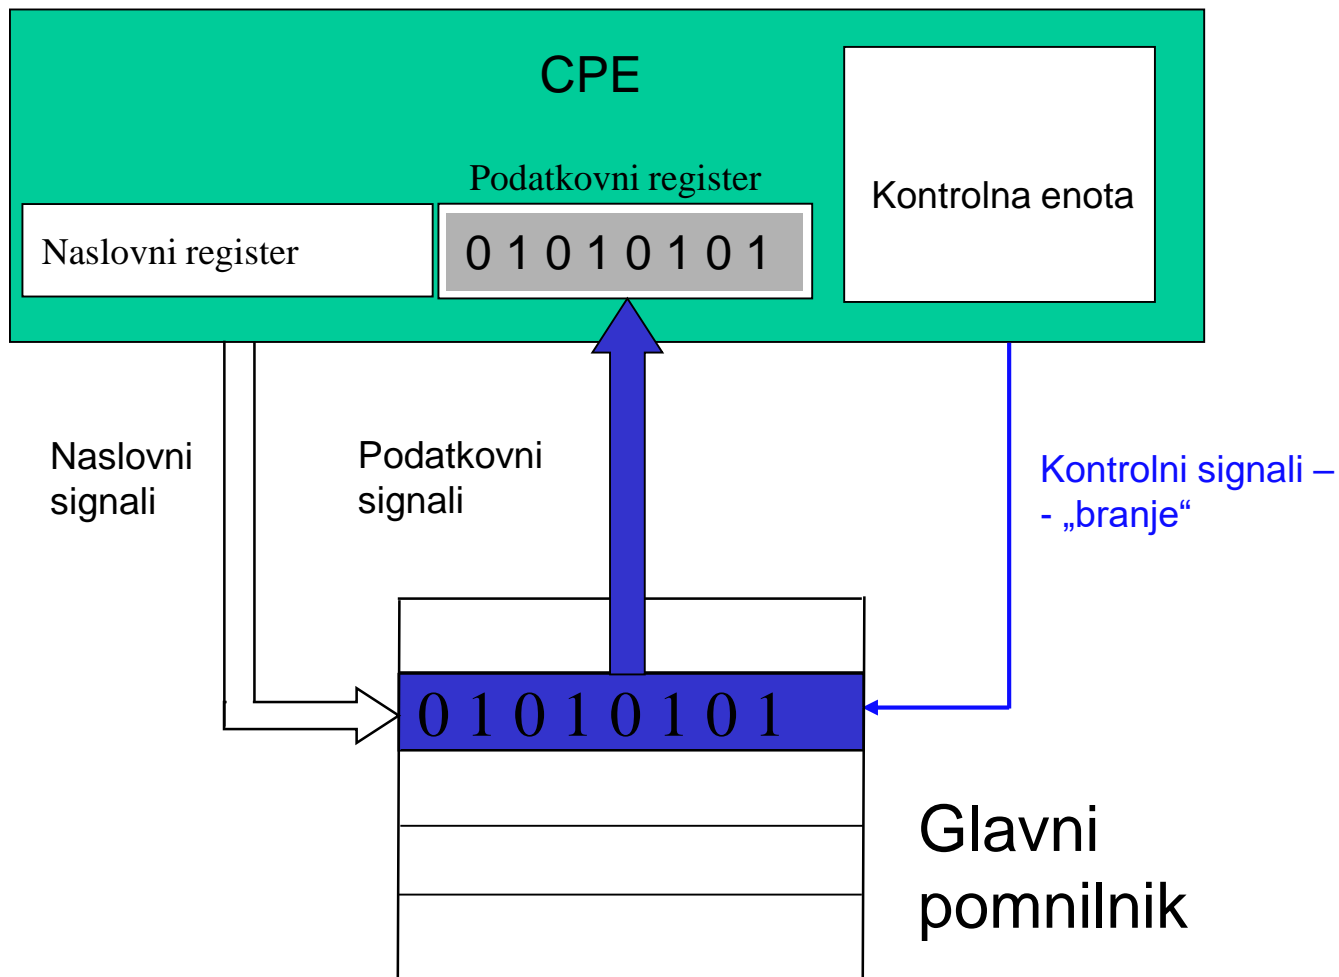 CPE
Podatkovni register
Kontrolna enota
Naslovni register
0 1 0 1 0 1 0 1
Naslovni
signali
Podatkovni
signali
Kontrolni signali –
- „branje“
0 1 0 1 0 1 0 1
Glavni
pomnilnik